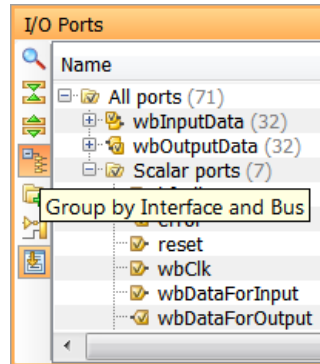 I/O Ports
Name
All ports (71)
wbInputData (32)
wbOutputData (32)
Scalar ports (7)
Group by Interface and Bus
reset
wbClk
wbDataForInput
wbDataForOutput